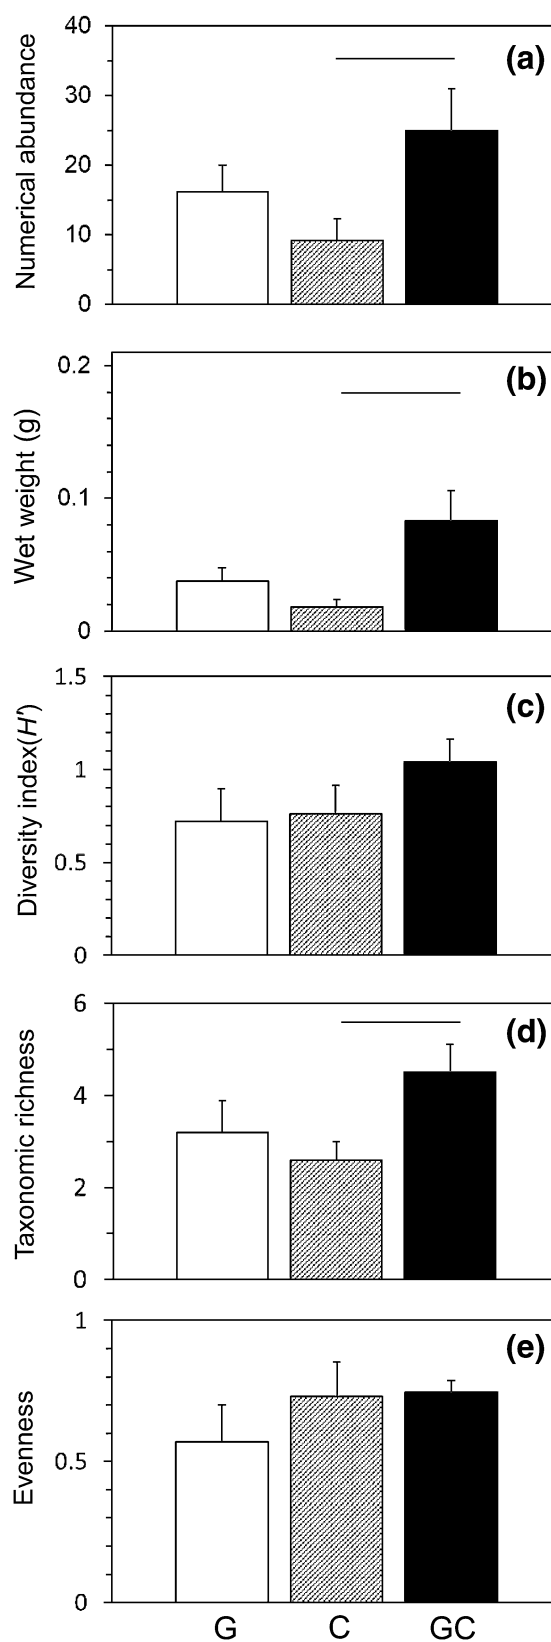 Numerical abundance
40
30
20
10
0
(a)
Wet weight (g)
0.2
0.1
0
(b)
Diversity index(H')
1.5
1
0.5
0
(c)
Taxonomic richness
6
4
2
0
(d)
Evenness
1
0.5
0
(e)
G C GC